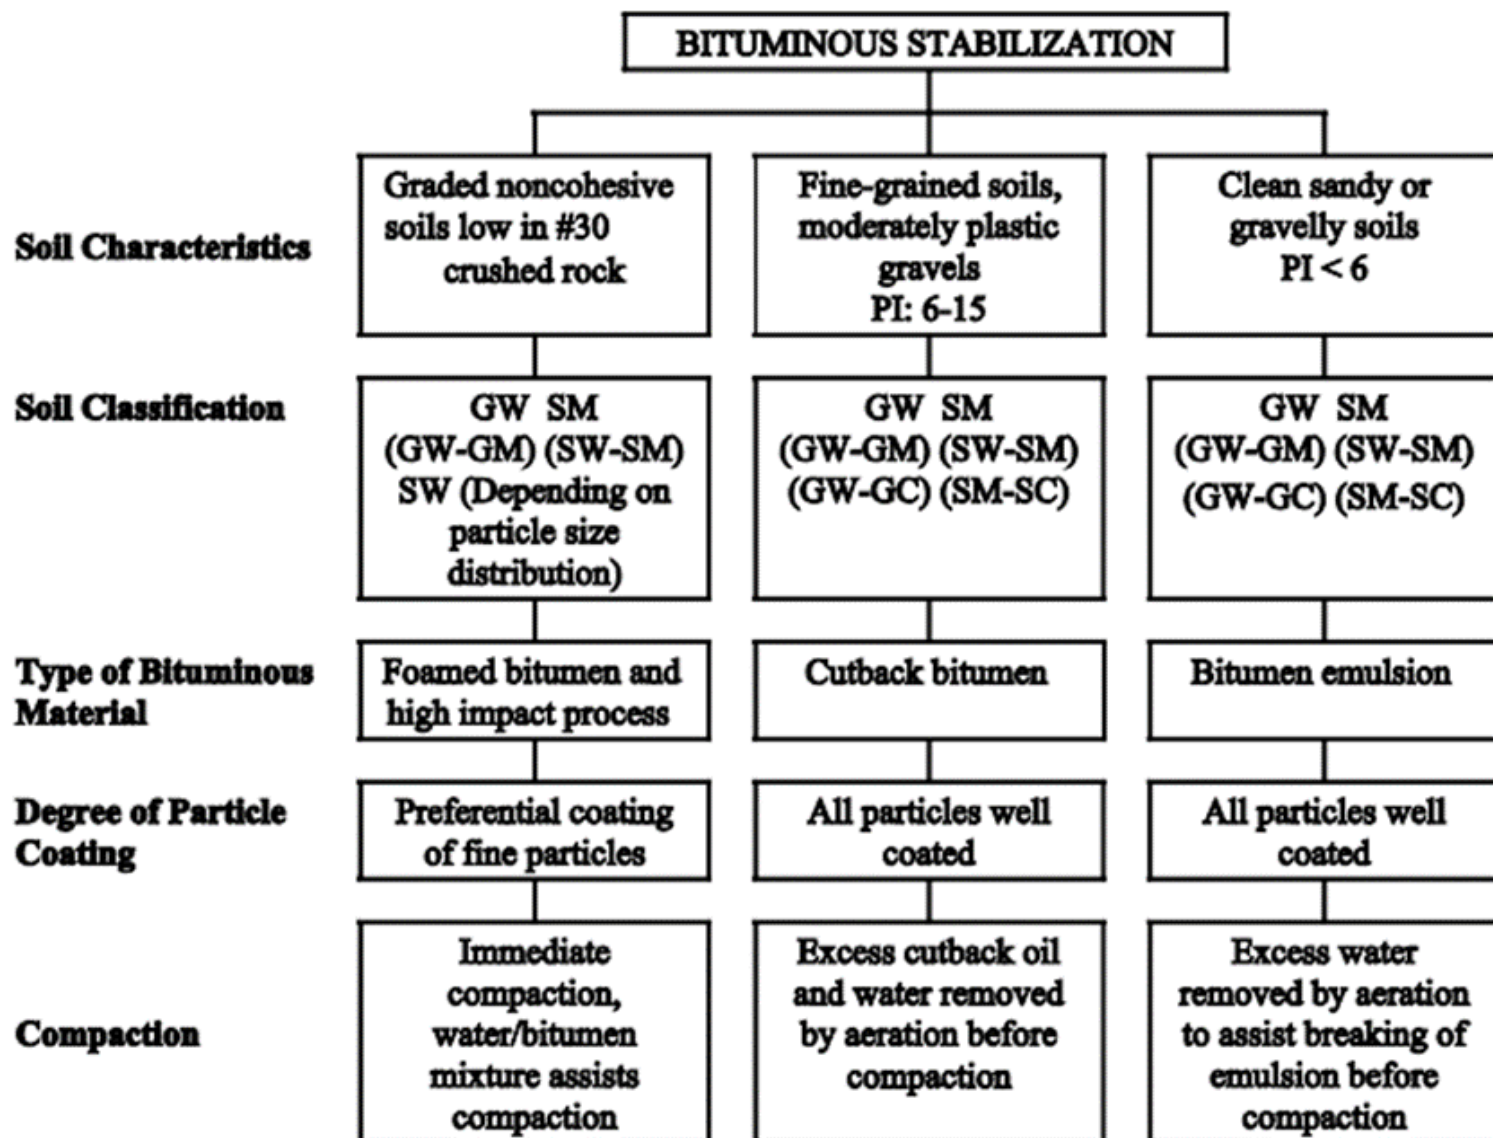 BITUMINOUS STABILIZATION
Soil Characteristics
Graded noncohesive
soils low in #30
crushed rock
Fine-grained soils,
moderately plastic
gravels
PI: 6-15
Clean sandy or
gravelly soils
PI < 6
Soil Classification
GW SM
(GW-GM) (SW-SM)
SW (Depending on
particle size
distribution)
GW SM
(GW-GM) (SW-SM)
(GW-GC) (SM-SC)
GW SM
(GW-GM) (SW-SM)
(GW-GC) (SM-SC)
Type of Bituminous
Material
Foamed bitumen and
high impact process
Cutback bitumen
Bitumen emulsion
Degree of Particle
Coating
Preferential coating
of fine particles
All particles well
coated
All particles well
coated
Compaction
Immediate
compaction,
water/bitumen
mixture assists
compaction
Excess cutback oil
and water removed
by aeration before
compaction
Excess water
removed by aeration
to assist breaking of
emulsion before
compaction